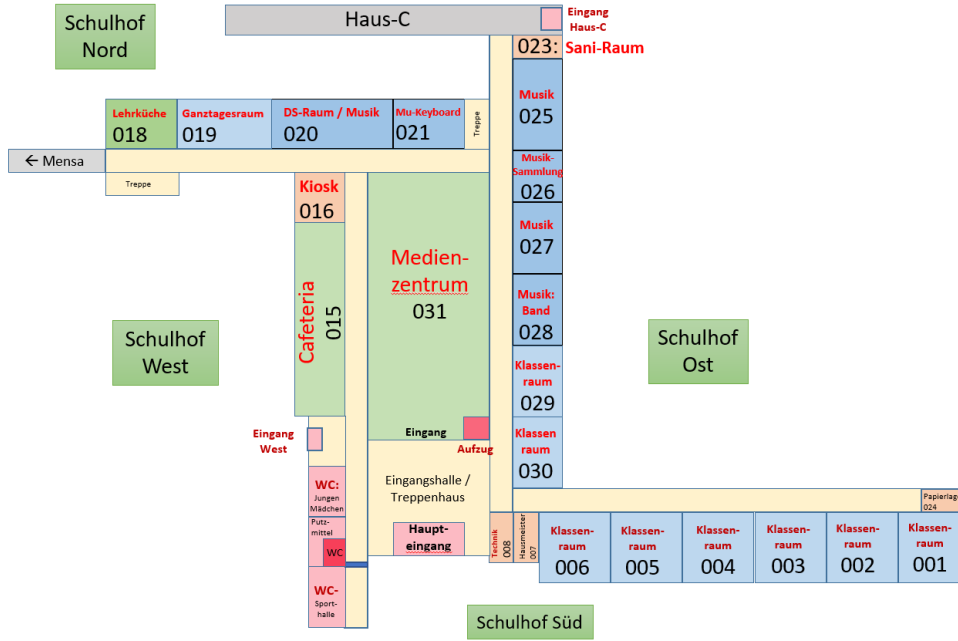 Schulhof
Nord
Haus-C
Eingang
Haus-C
023: Sani-Raum
Lehrküche
018
Ganztagesraum
019
DS-Raum / Musik
020
Mu-Keyboard
021
Treppe
Musik
025
← Mensa
Treppe
Musik-
Sammlung
026
Kiosk
016
Musik
027
Medien-
zentrum
031
Cafeteria
015
Musik:
Band
028
Schulhof
West
Schulhof
Ost
Klassen-
raum
029
Eingang
West
Eingang
Aufzug
Klassen
raum
030
WC:
Jungen
Mädchen
Eingangshalle /
Treppenhaus
Putz-
mittel
WC
Haupt-
eingang
Technik
008
Hausmeister
007
Papierlage
024
Klassen-
raum
006
Klassen-
raum
005
Klassen-
raum
004
Klassen-
raum
003
Klassen-
raum
002
Klassen-
raum
001
WC-
Sport-
halle
Schulhof Süd